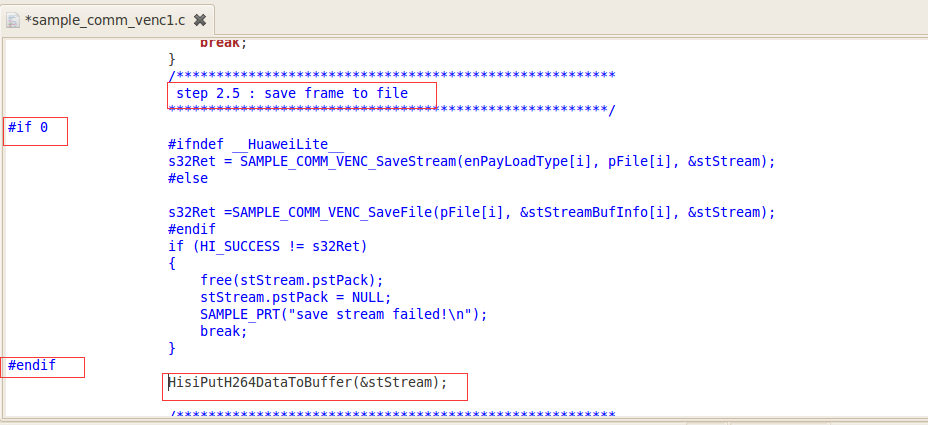 *sample_comm_venc1.c
break;
}
/*******************************************************
step 2.5 : save frame to file
*******************************************************/
#if 0
#ifndef __HuaweiLite__
s32Ret = SAMPLE_COMM_VENC_SaveStream(enPayLoadType[i], pFile[i], &stStream);
#else
s32Ret =SAMPLE_COMM_VENC_SaveFile(pFile[i], &stStreamBufInfo[i], &stStream);
#endif
if (HI_SUCCESS != s32Ret)
{
free(stStream.pstPack);
stStream.pstPack = NULL;
SAMPLE_PRT("save stream failed!\n");
break;
}
#endif
HisiPutH264DataToBuffer(&stStream);
/*******************************************************